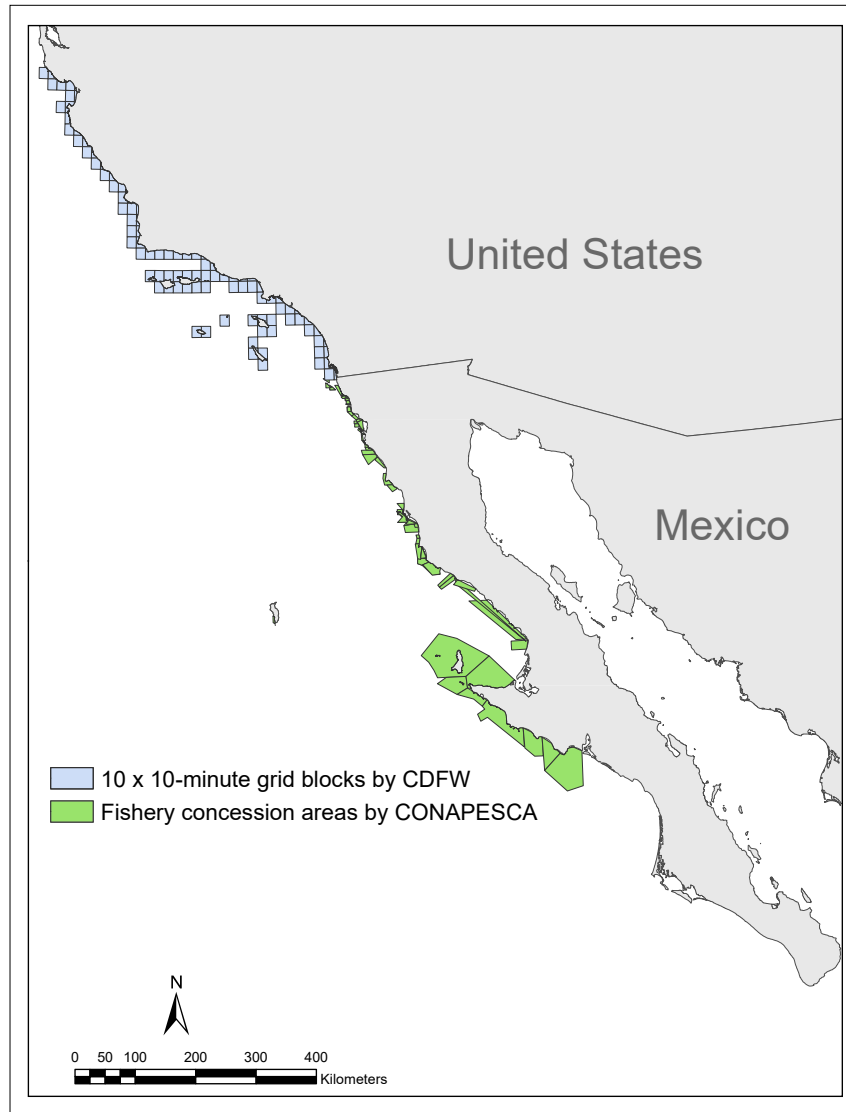 United States
Mexico
10 x 10-minute grid blocks by CDFW
Fishery concession areas by CONAPESCA
N
0 50 100 200 300 400
Kilometers